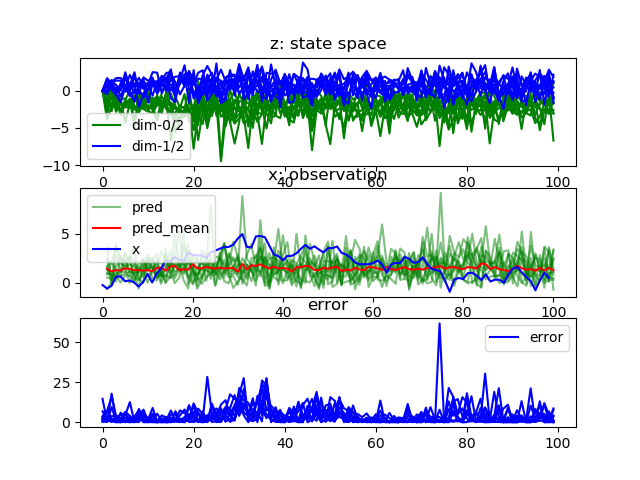 z: state space
0
−5
−10
dim-0/2
dim-1/2
0 20 40 60 80 100
x: observation
5
0
pred
pred_mean
x
0 20 40 60 80 100
error
50
25
0
error
0 20 40 60 80 100